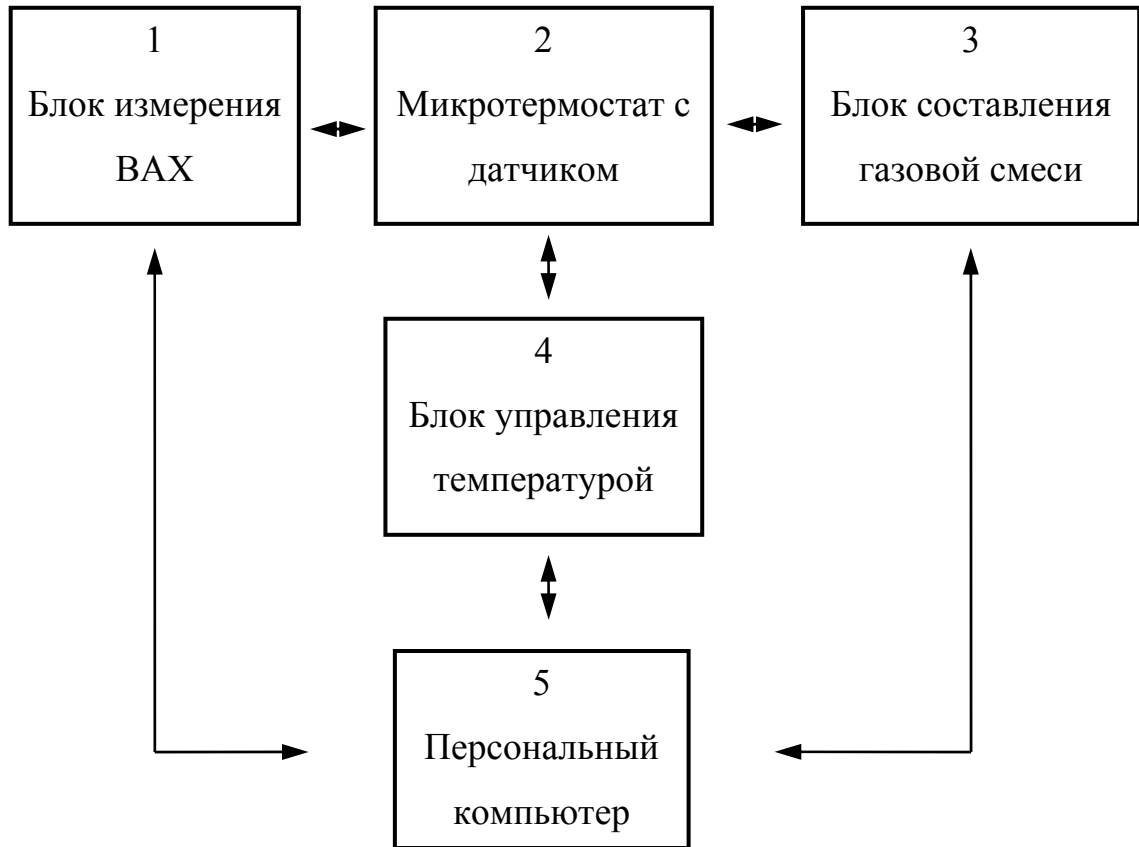 1
Блок измерения
ВАХ
2
Микротермостат с
датчиком
3
Блок составления
газовой смеси
4
Блок управления
температурой
5
Персональный
компьютер